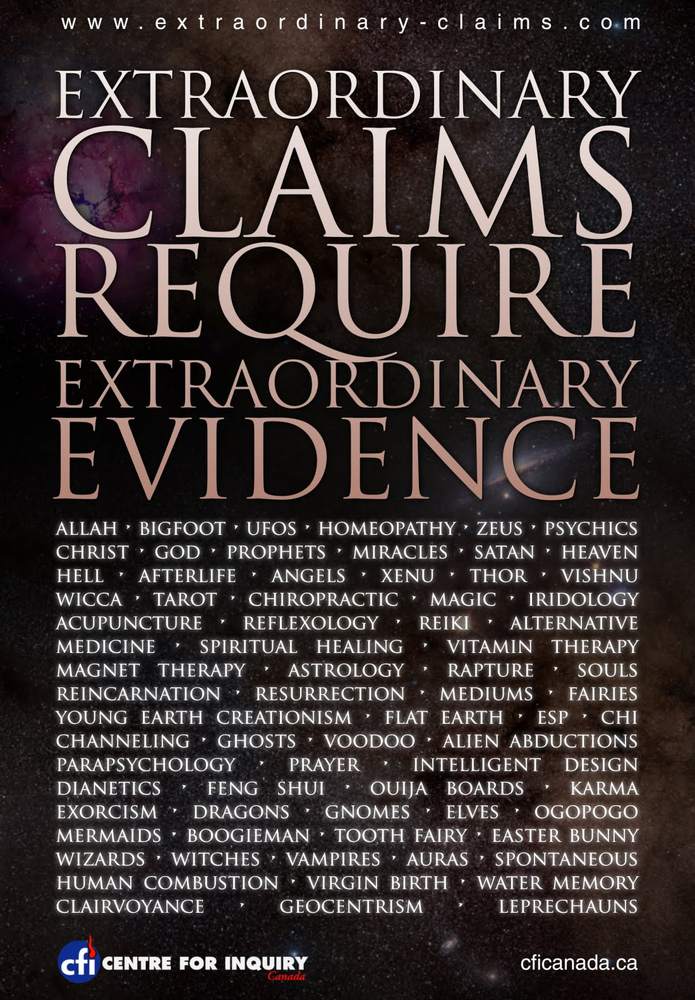 www.extraordinary-claims.com
EXTRAORDINARY
CLAIMS
REQUIRE
EXTRAORDINARY
EVIDENCE
ALLAH · BIGFOOT · UFOS · HOMEOPATHY · ZEUS · PSYCHICS
CHRIST · GOD · PROPHETS · MIRACLES · SATAN · HEAVEN
HELL · AFTERLIFE · ANGELS · XENU · THOR · VISHNU
WICCA · TAROT · CHIROPRACTIC · MAGIC · IRIDOLOGY
ACUPUNCTURE · REFLEXOLOGY · REIKI · ALTERNATIVE
MEDICINE · SPIRITUAL HEALING · VITAMIN THERAPY
MAGNET THERAPY · ASTROLOGY · RAPTURE · SOULS
REINCARNATION · RESURRECTION · MEDIUMS · FAIRIES
YOUNG EARTH CREATIONISM · FLAT EARTH · ESP · CHI
CHANNELING · GHOSTS · VOODOO · ALIEN ABDUCTIONS
PARAPSYCHOLOGY · PRAYER · INTELLIGENT DESIGN
DIANETICS · FENG SHUI · OUIJA BOARDS · KARMA
EXORCISM · DRAGONS · GNOMES · ELVES · OGOPOGO
MERMAIDS · BOOGIEMAN · TOOTH FAIRY · EASTER BUNNY
WIZARDS · WITCHES · VAMPIRES · AURAS · SPONTANEOUS
HUMAN COMBUSTION · VIRGIN BIRTH · WATER MEMORY
CLAIRVOYANCE · GEOCENTRISM · LEPRECHAUNS
cfi CENTRE FOR INQUIRY
Canada
cficanada.ca